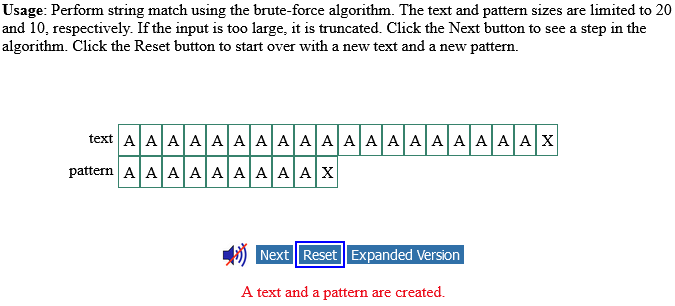 Usage: Perform string match using the brute-force algorithm. The text and pattern sizes are limited to 20
and 10, respectively. If the input is too large, it is truncated. Click the Next button to see a step in the
algorithm. Click the Reset button to start over with a new text and a new pattern.
text A A A A A A A A A A A A A A A A A A A X
pattern A A A A A A A A A X
Next Reset Expanded Version
A text and a pattern are created.